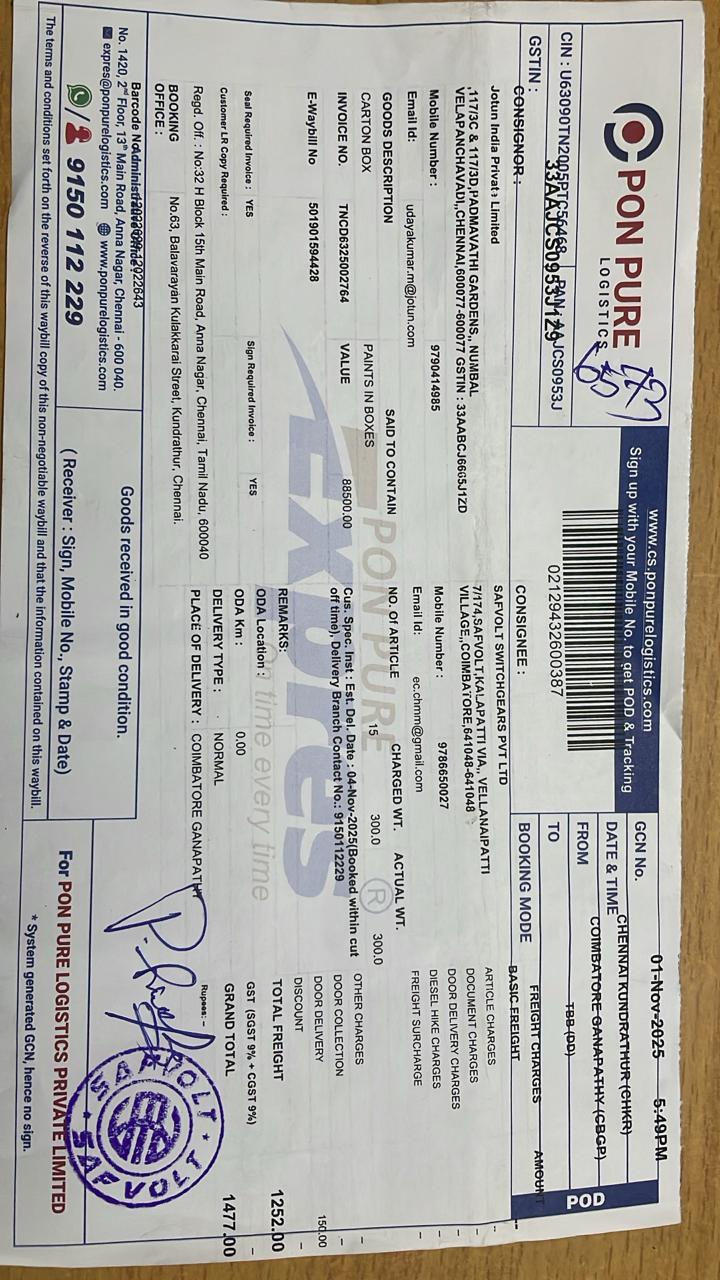 PON PURE
LOGISTICS
CIN : U63090TN2005PTC56468 PAN : AAJCS0953J
GSTIN : 33AAJCS0953J1Z9
www.cs.ponpurelogistics.com
Sign up with your Mobile No. to get POD & Tracking
02129432600387
GCN No.
DATE & TIME 01-Nov-2025 5:49PM
FROM CHENNAI KUNDRATHUR (CHKR)
TO COIMBATORE GANAPATHY (CBGP)
BOOKING MODE TBB (DD)
POD
CONSIGNOR :
Jotun India Private Limited
,117/3C & 117/3D,PADMAVATHI GARDENS,, NUMBAL
VELAPANCHAVADI,,CHENNAI,600077-600077 GSTIN : 33AABCJ6605J1ZD
Mobile Number : 9790414985
Email Id: udayakumar.m@jotun.com
CONSIGNEE :
SAFVOLT SWITCHGEARS PVT LTD
7/174,SAFVOLT,KALAPATTI VIA,, VELLANAIPATTI
VILLAGE,,COIMBATORE,641048-641048
Mobile Number : 9786650027
Email Id: ec.chmm@gmail.com
GOODS DESCRIPTION SAID TO CONTAIN NO. Of ARTICLE CHARGED WT. ACTUAL WT.
CARTON BOX PAINTS IN BOXES 15 300.0 300.0
INVOICE NO. TNCD6325002764 VALUE 88500.00
Cus. Spec. Inst : Est. Del. Date : 04-Nov-2025(Booked within cut
off time), Delivery Branch Contact No.: 9150112229
E-Waybill No 501901594428
REMARKS:
Seal Required Invoice : YES Sign Required Invoice : YES
ODA Location :
ODA Km : 0.00
Customer LR Copy Required :
DELIVERY TYPE : NORMAL
Regd. Off. : No:32 H Block 15th Main Road, Anna Nagar, Chennai, Tamil Nadu, 600040
PLACE OF DELIVERY : COIMBATORE GANAPATHY
BOOKING
OFFICE : No.63, Balavarayan Kulakkarai Street, Kundrathur, Chennai.
PON PURE
Expres
®
on time every time
FREIGHT CHARGES AMOUNT
BASIC FREIGHT --
ARTICLE CHARGES --
DOCUMENT CHARGES --
DOOR DELIVERY CHARGES --
DIESEL HIKE CHARGES --
FREIGHT SURCHARGE --
OTHER CHARGES --
DOOR COLLECTION --
DOOR DELIVERY 150.00
DISCOUNT --
TOTAL FREIGHT 1252.00
GST (SGST 9% + CGST 9%) --
GRAND TOTAL 1477.00
Rupees: –
No. 1420, 2nd Floor, 13th Main Road, Anna Nagar, Chennai - 600 040.
expres@ponpurelogistics.com www.ponpurelogistics.com
9150 112 229
Goods received in good condition.
( Receiver : Sign, Mobile No., Stamp & Date)
SAFVOLT
For PON PURE LOGISTICS PRIVATE LIMITED
* System generated GCN, hence no sign.
The terms and conditions set forth on the reverse of this waybill copy of this non-negotiable waybill and that the information contained on this waybill.